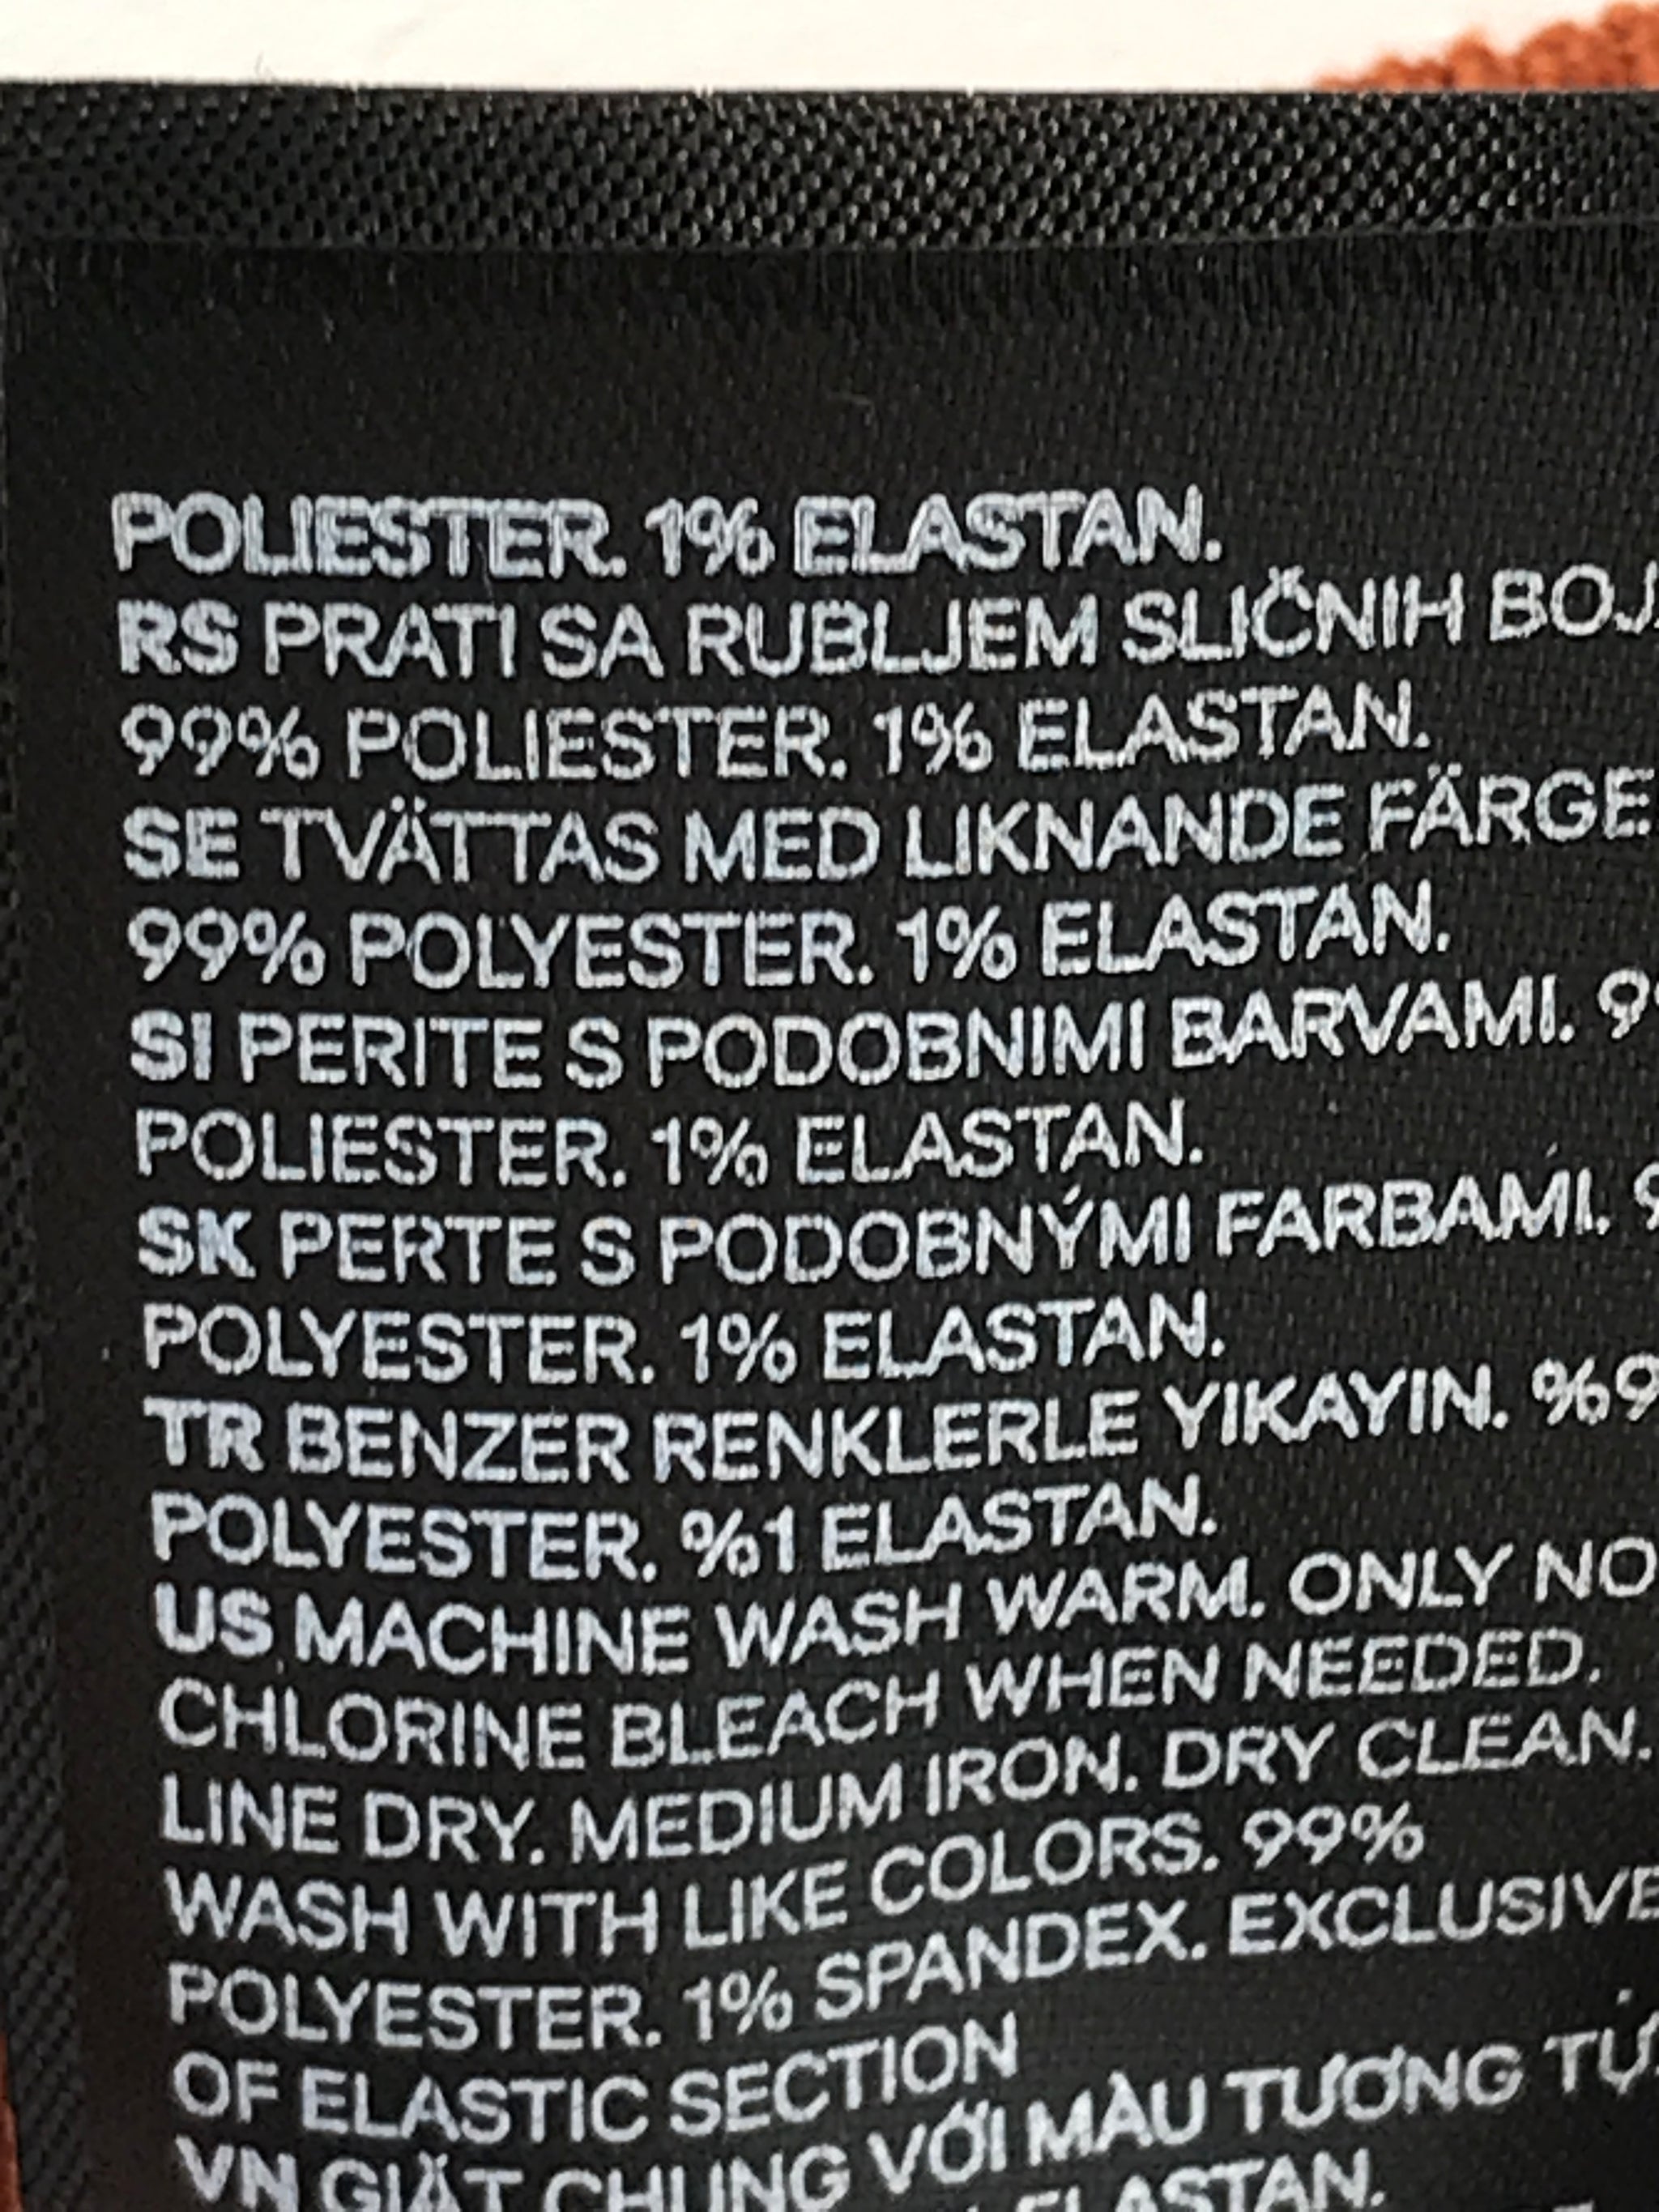 POLIESTER. 1% ELASTAN.
RS PRATI SA RUBLJEM SLIČNIH
99% POLIESTER. 1% ELASTAN.
SE TVÄTTAS MED LIKNANDE
99% POLYESTER. 1% ELASTAN.
SI PERITE S PODOBNIMI BARVAMI.
POLIESTER. 1% ELASTAN.
SK PERTE S PODOBNÝMI FARBAMI.
POLYESTER. 1% ELASTAN.
TR BENZER RENKLERLE YIKAYIN.
POLYESTER. %1 ELASTAN.
US MACHINE WASH WARM. ONLY
CHLORINE BLEACH WHEN NEEDED.
LINE DRY. MEDIUM IRON. DRY CLEAN.
WASH WITH LIKE COLORS. 99%
POLYESTER. 1% SPANDEX. EXCLUSIVE
OF ELASTIC SECTION
VN GIẶT CHUNG VỚI MÀU TƯƠNG TỰ.
ELASTAN.